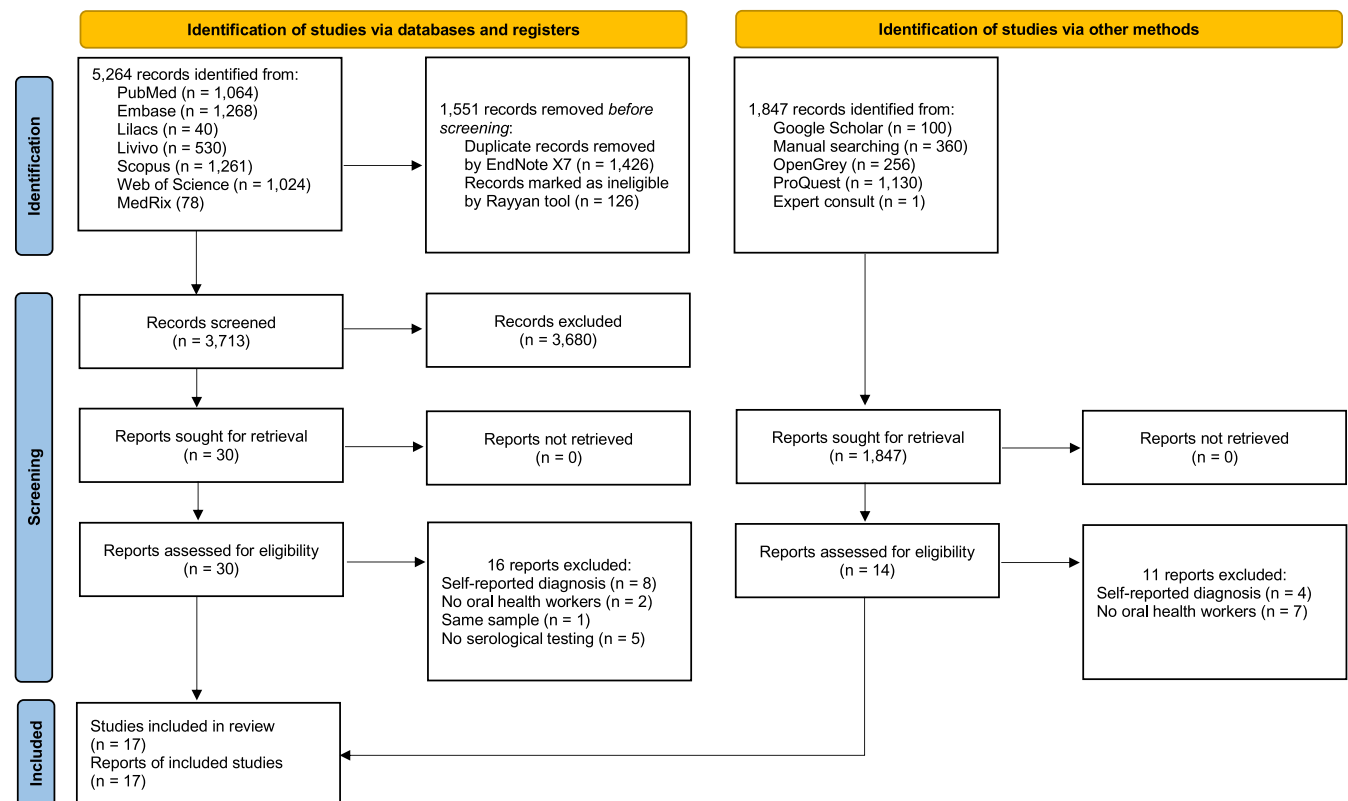 Identification of studies via databases and registers
Identification of studies via other methods
Identification
5,264 records identified from:
PubMed (n = 1,064)
Embase (n = 1,268)
Lilacs (n = 40)
Livivo (n = 530)
Scopus (n = 1,261)
Web of Science (n = 1,024)
MedRix (78)
1,551 records removed before
screening:
Duplicate records removed
by EndNote X7 (n = 1,426)
Records marked as ineligible
by Rayyan tool (n = 126)
1,847 records identified from:
Google Scholar (n = 100)
Manual searching (n = 360)
OpenGrey (n = 256)
ProQuest (n = 1,130)
Expert consult (n = 1)
Screening
Records screened
(n = 3,713)
Records excluded
(n = 3,680)
Reports sought for retrieval
(n = 30)
Reports not retrieved
(n = 0)
Reports sought for retrieval
(n = 1,847)
Reports not retrieved
(n = 0)
Reports assessed for eligibility
(n = 30)
16 reports excluded:
Self-reported diagnosis (n = 8)
No oral health workers (n = 2)
Same sample (n = 1)
No serological testing (n = 5)
Reports assessed for eligibility
(n = 14)
11 reports excluded:
Self-reported diagnosis (n = 4)
No oral health workers (n = 7)
Included
Studies included in review
(n = 17)
Reports of included studies
(n = 17)